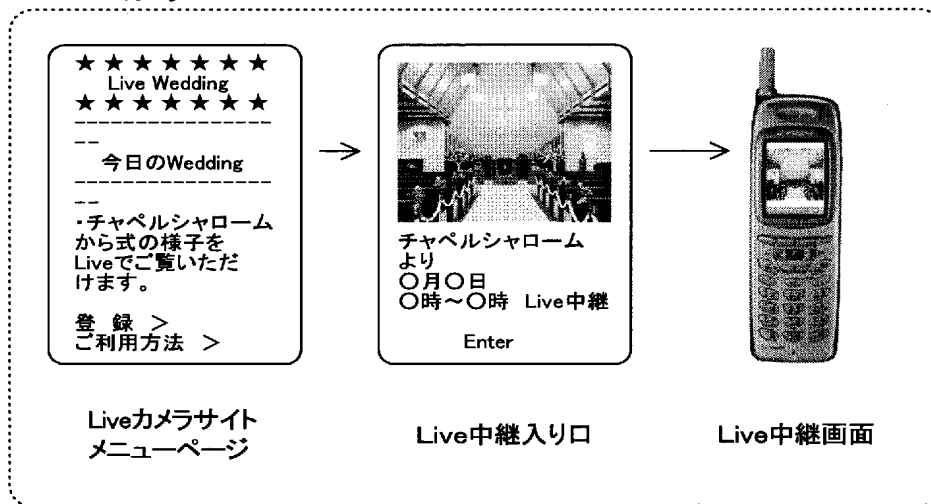 ★★★★★★★
Live Wedding
★★★★★★★
今日のWedding
・チャペルシャローム
から式の様子を
Liveでご覧いただ
けます。
登 録 ＞
ご利用方法 ＞
チャペルシャローム
より
〇月〇日
〇時～〇時 Live中継
Enter
Liveカメラサイト
メニューページ
Live中継入り口
Live中継画面